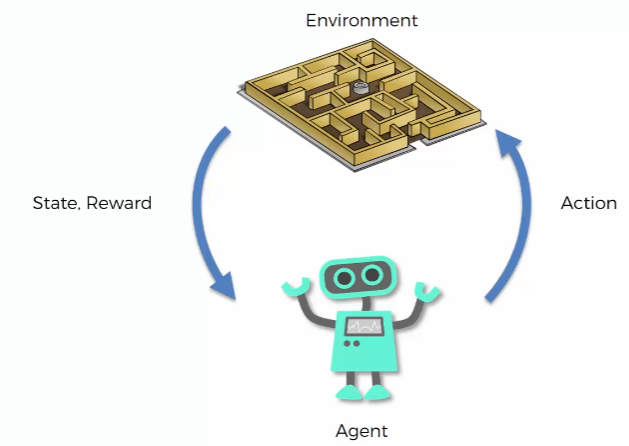 Environment
State, Reward
Action
Agent